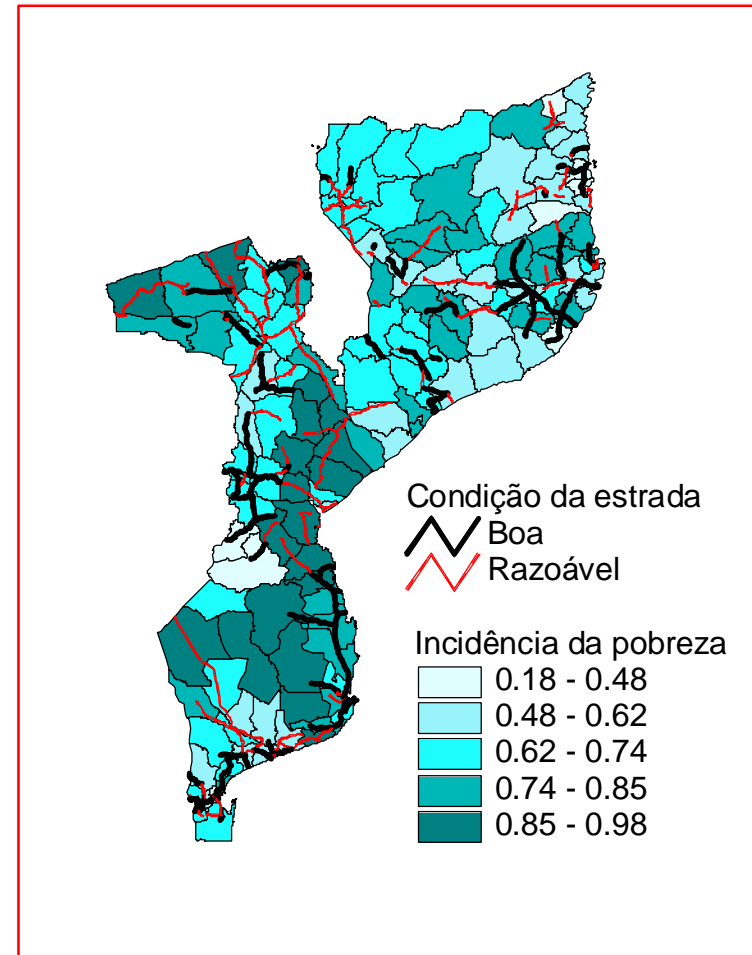 Condição da estrada
Boa
Razoável
Incidência da pobreza
0.18 - 0.48
0.48 - 0.62
0.62 - 0.74
0.74 - 0.85
0.85 - 0.98